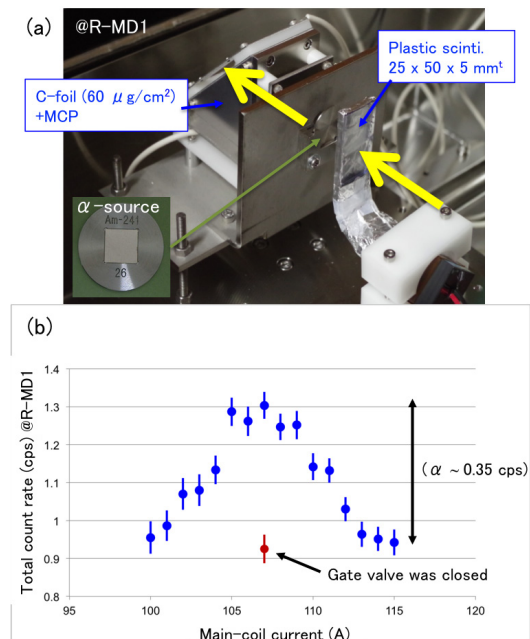 (a)
@R-MD1
Plastic scinti.
25 x 50 x 5 mmᵗ
C-foil (60 μg/cm²)
+MCP
α-source
Am-241
26
(b)
Total count rate (cps) @R-MD1
1.4
1.3
1.2
1.1
1
0.9
0.8
(α ~ 0.35 cps)
Gate valve was closed
95
100
105
110
115
120
Main-coil current (A)